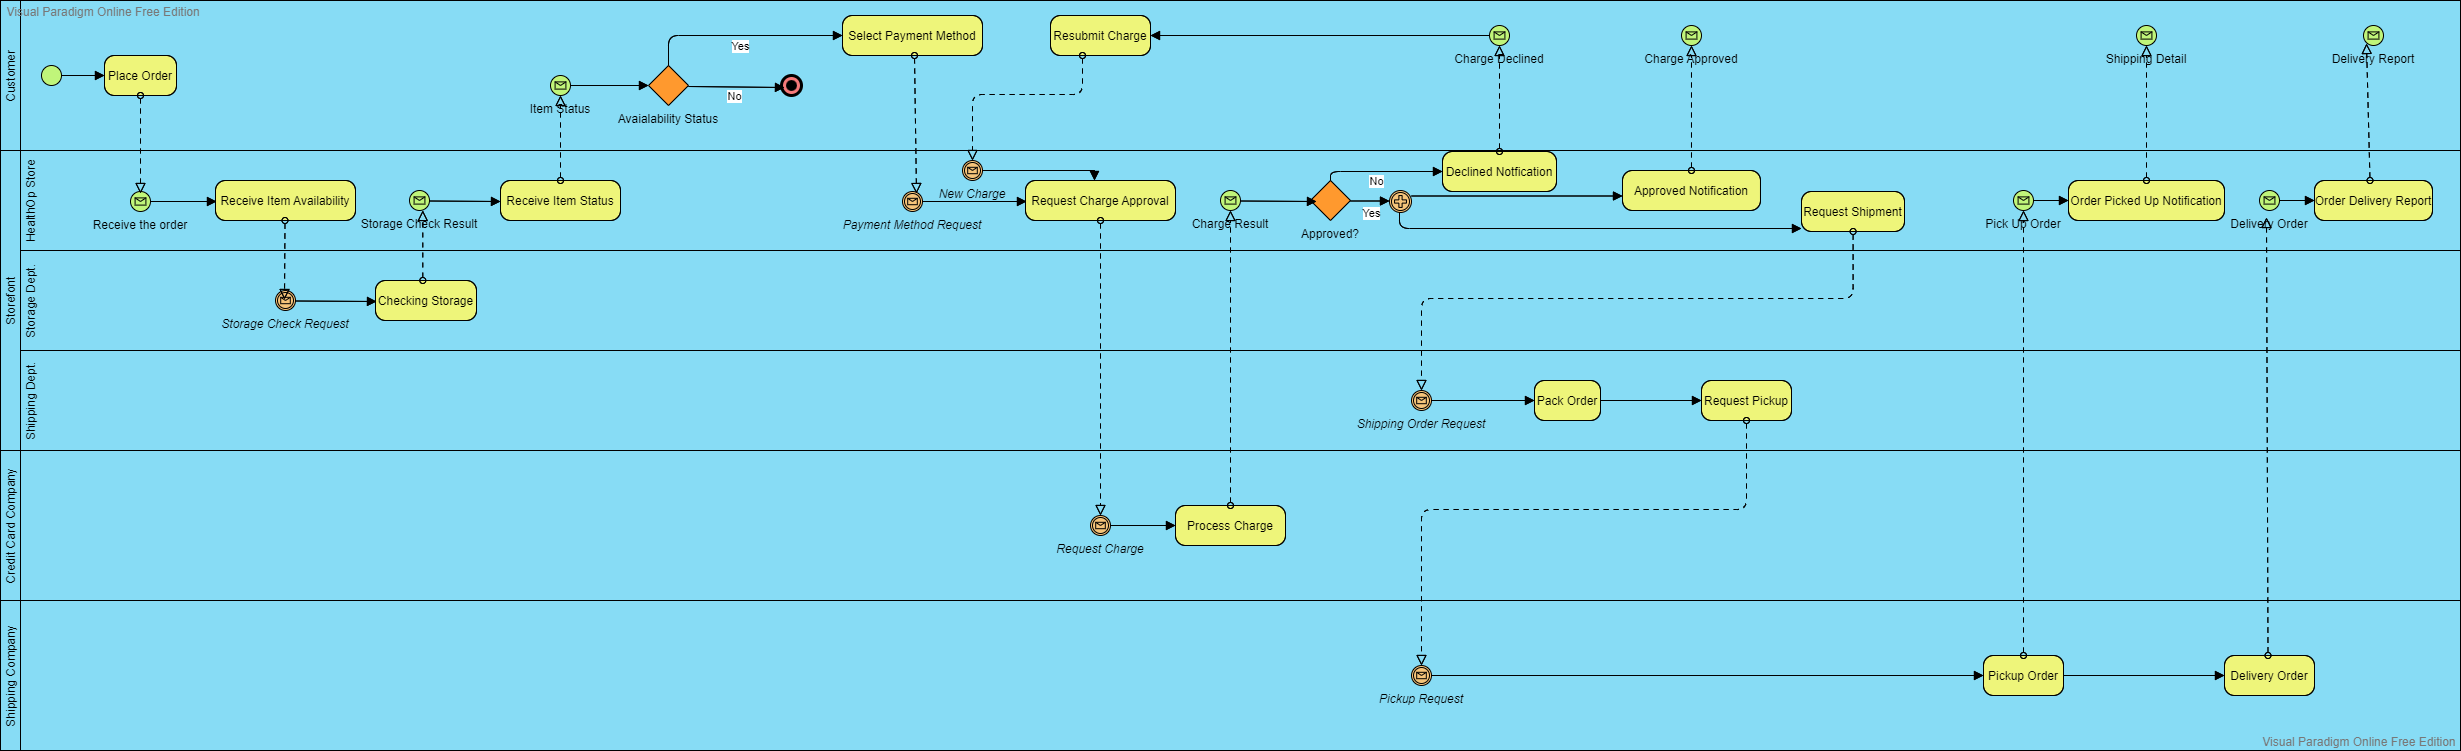 Visual Paradigm Online Free Edition
Customer
Place Order
Item Status
Avaialability Status
Yes
No
Select Payment Method
Resubmit Charge
Charge Declined
Charge Approved
Shipping Detail
Delivery Report
Storefont
HealthOp Store
Receive the order
Receive Item Availability
Storage Check Result
Receive Item Status
Payment Method Request
New Charge
Request Charge Approval
Charge Result
Approved?
No
Yes
Declined Notfication
Approved Notification
Request Shipment
Pick Up Order
Order Picked Up Notification
Delivery Order
Order Delivery Report
Storage Dept.
Storage Check Request
Checking Storage
Shipping Dept.
Shipping Order Request
Pack Order
Request Pickup
Credit Card Company
Request Charge
Process Charge
Shipping Company
Pickup Request
Pickup Order
Delivery Order
Visual Paradigm Online Free Edition